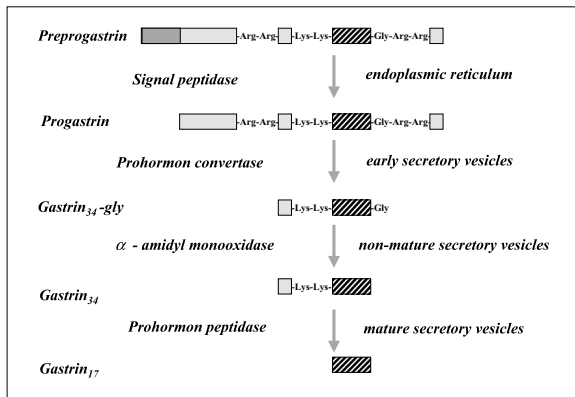 Preprogastrin -Arg-Arg- -Lys-Lys- -Gly-Arg-Arg-
Signal peptidase endoplasmic reticulum
Progastrin -Arg-Arg- -Lys-Lys- -Gly-Arg-Arg-
Prohormon convertase early secretory vesicles
Gastrin34-gly -Lys-Lys- -Gly
α - amidyl monooxidase non-mature secretory vesicles
Gastrin34 -Lys-Lys-
Prohormon peptidase mature secretory vesicles
Gastrin17